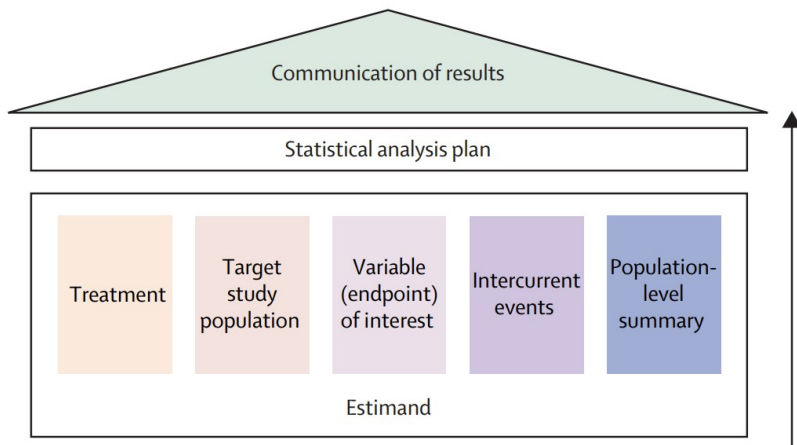 Communication of results
Statistical analysis plan
Treatment
Target
study
population
Variable
(endpoint)
of interest
Intercurrent
events
Population-
level
summary
Estimand